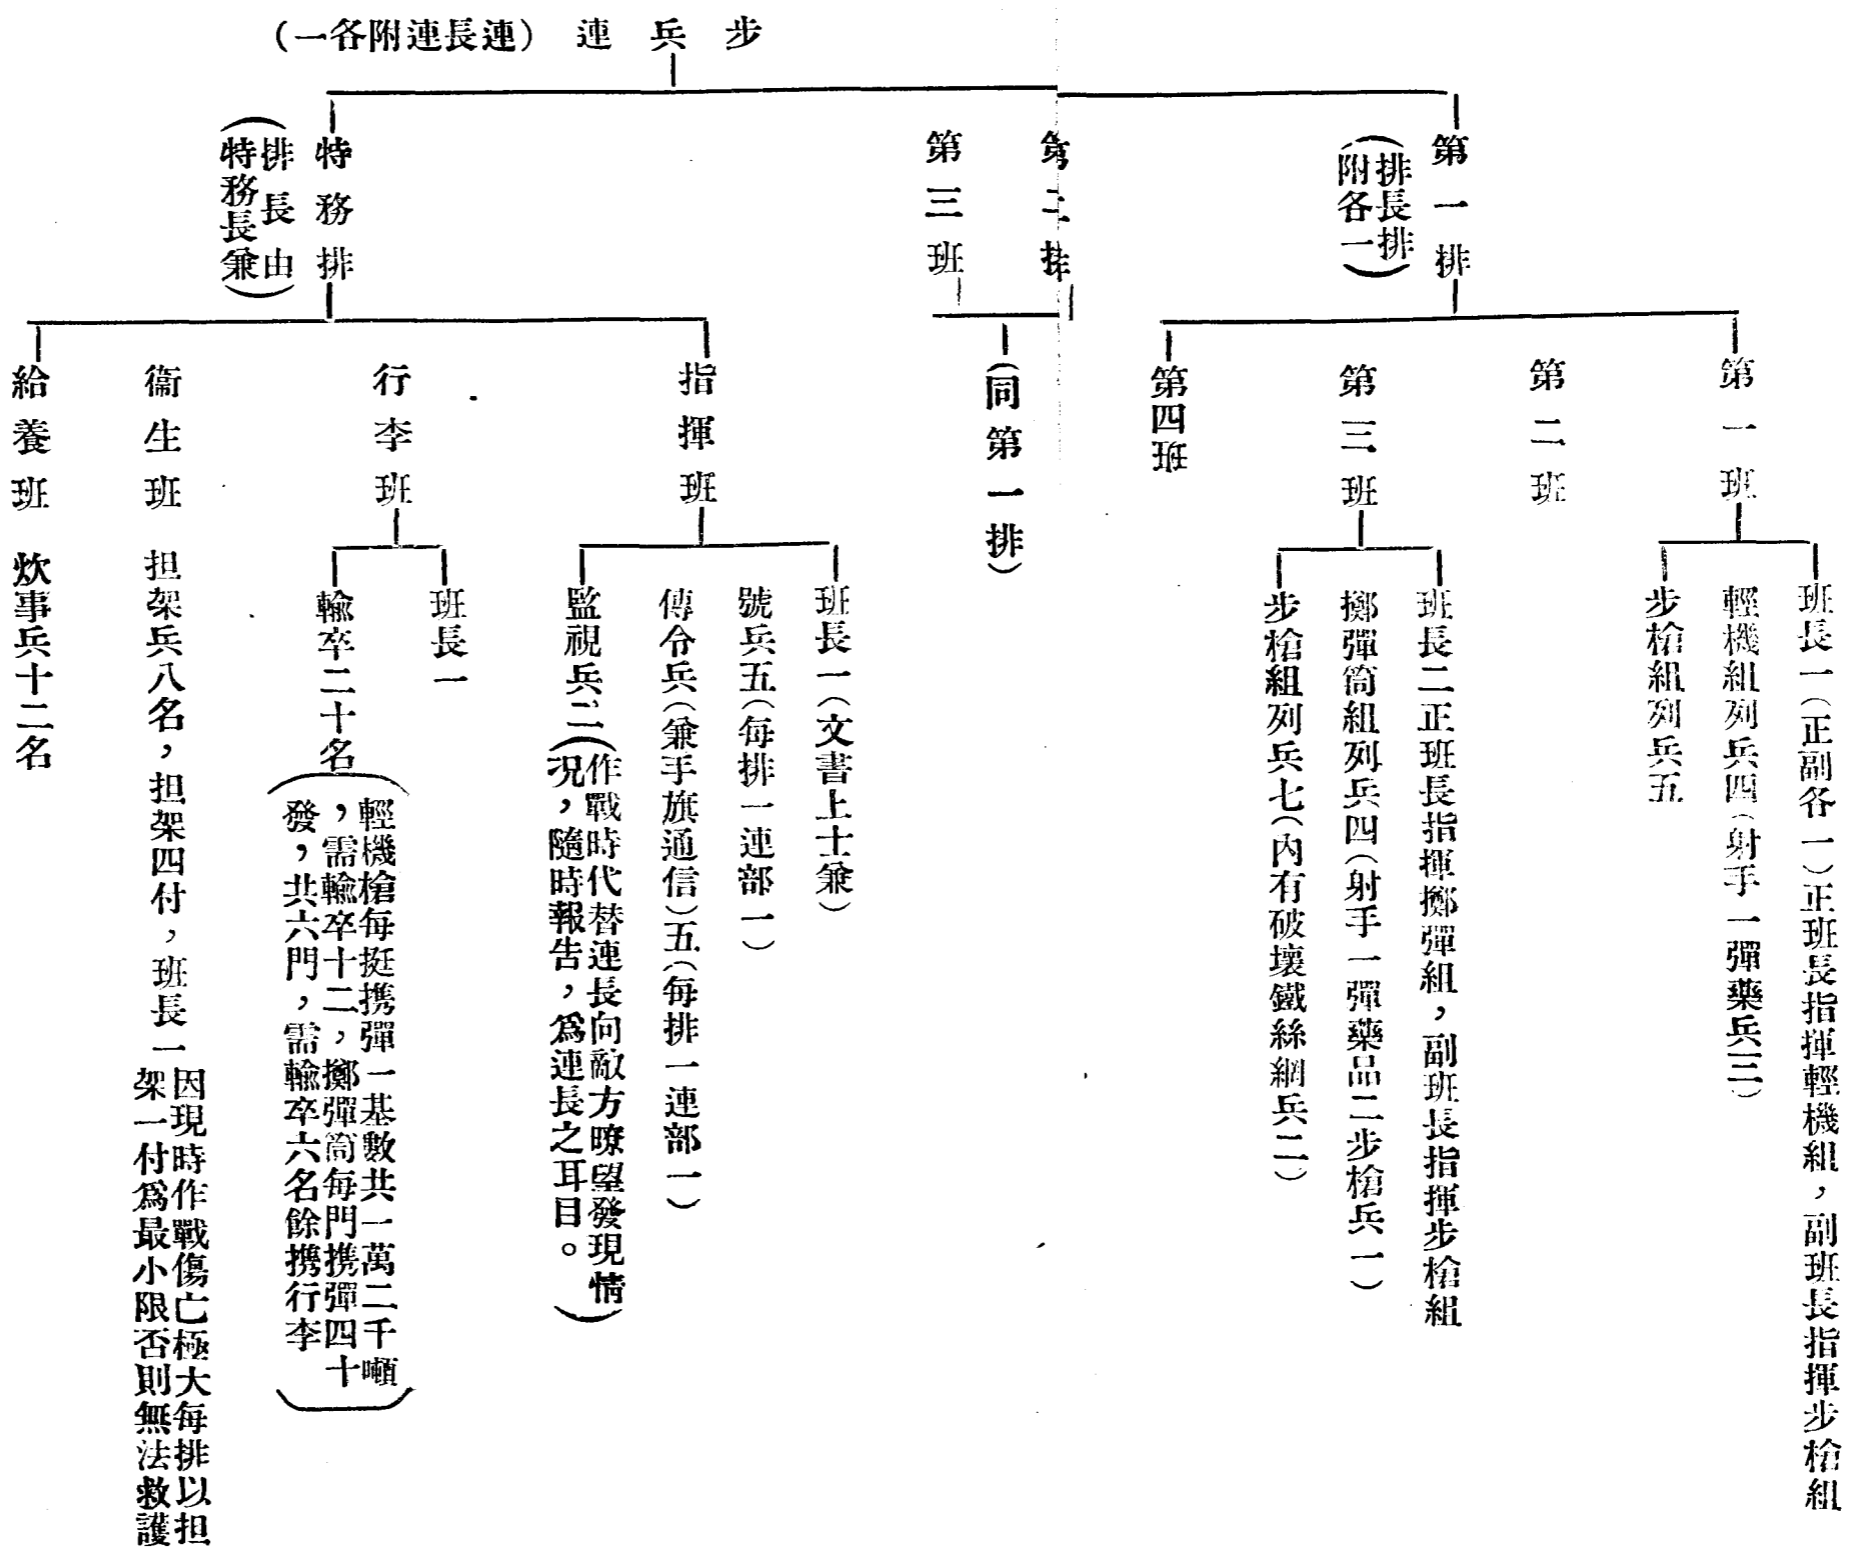 步兵連（連長連附各一）
第一排
（排長排
附各一）
第二排
第三班
特務排
（排長由
特務長兼）
第一班
第二班
第三班
第四班
（同第一排）
指揮班
行李班
衞生班
給養班
班長一（正副各一）正班長指揮輕機組，副班長指揮步槍組
輕機組列兵四（射手一彈藥兵三）
步槍組列兵五
班長二正班長指揮擲彈組，副班長指揮步槍組
擲彈筒組列兵四（射手一彈藥品二步槍兵一）
步槍組列兵七（內有破壞鐵絲網兵二）
班長一（文書上士兼）
號兵五（每排一連部一）
傳令兵（兼手旗通信）五（每排一連部一）
監視兵二（作戰時代替連長向敵方瞭望發現情
況，隨時報告，爲連長之耳目。）
班長一
輸卒二十名（輕機槍每挺携彈一基數共一萬二千噸
，需輸卒十二，擲彈筒每門携彈四十
發，共六門，需輸卒六名餘携行李）
担架兵八名，担架四付，班長一
因現時作戰傷亡極大每排以担
架一付爲最小限否則無法救護
炊事兵十二名